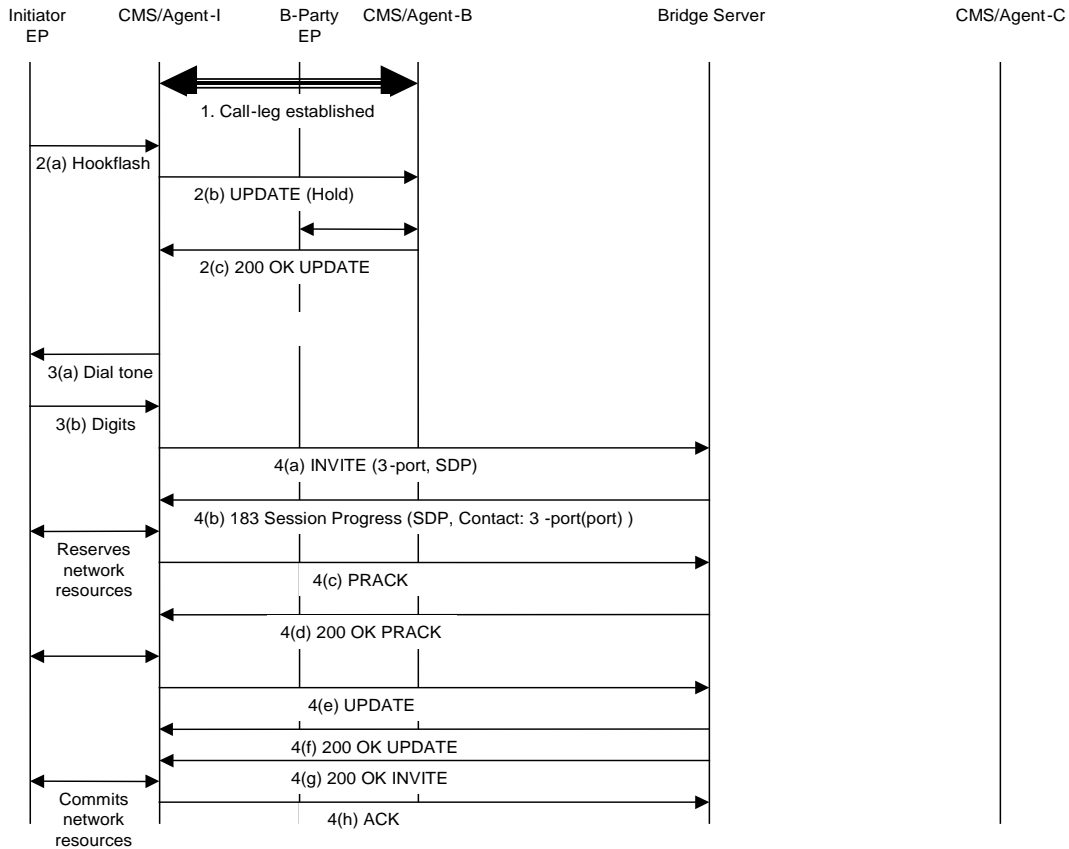 Initiator
EP
CMS/Agent-I
B-Party
EP
CMS/Agent-B
Bridge Server
CMS/Agent-C
1. Call-leg established
2(a) Hookflash
2(b) UPDATE (Hold)
2(c) 200 OK UPDATE
3(a) Dial tone
3(b) Digits
4(a) INVITE (3-port, SDP)
4(b) 183 Session Progress (SDP, Contact: 3 -port(port) )
Reserves
network
resources
4(c) PRACK
4(d) 200 OK PRACK
4(e) UPDATE
4(f) 200 OK UPDATE
4(g) 200 OK INVITE
Commits
network
resources
4(h) ACK